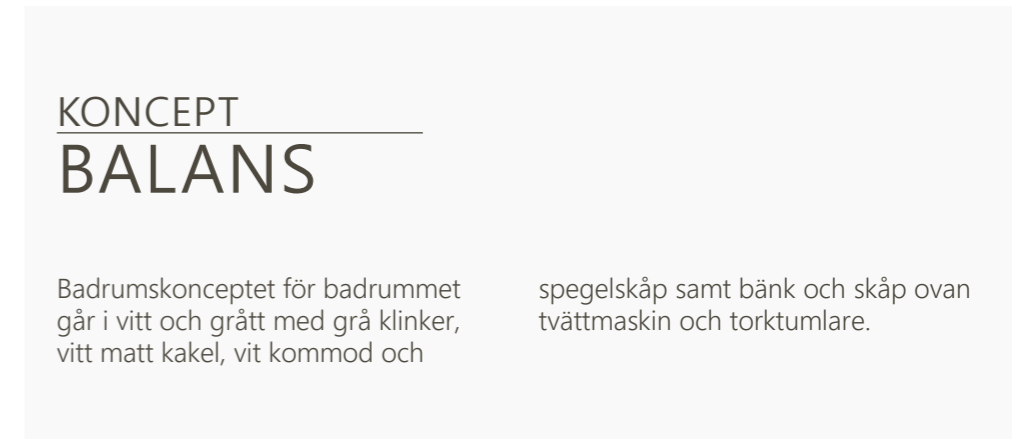 KONCEPT
BALANS
Badrumskonceptet för badrummet
går i vitt och grått med grå klinker,
vitt matt kakel, vit kommod och
spegelskåp samt bänk och skåp ovan
tvättmaskin och torktumlare.